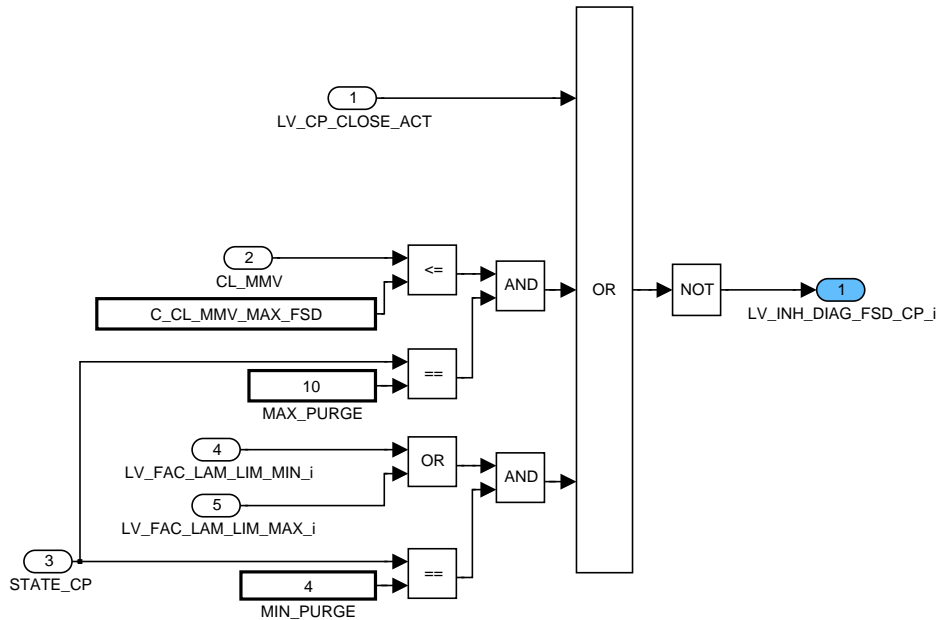 1
LV_CP_CLOSE_ACT
2
CL_MMV
<=
C_CL_MMV_MAX_FSD
AND
OR
NOT
1
LV_INH_DIAG_FSD_CP_i
==
10
MAX_PURGE
4
LV_FAC_LAM_LIM_MIN_i
OR
AND
5
LV_FAC_LAM_LIM_MAX_i
3
STATE_CP
==
4
MIN_PURGE